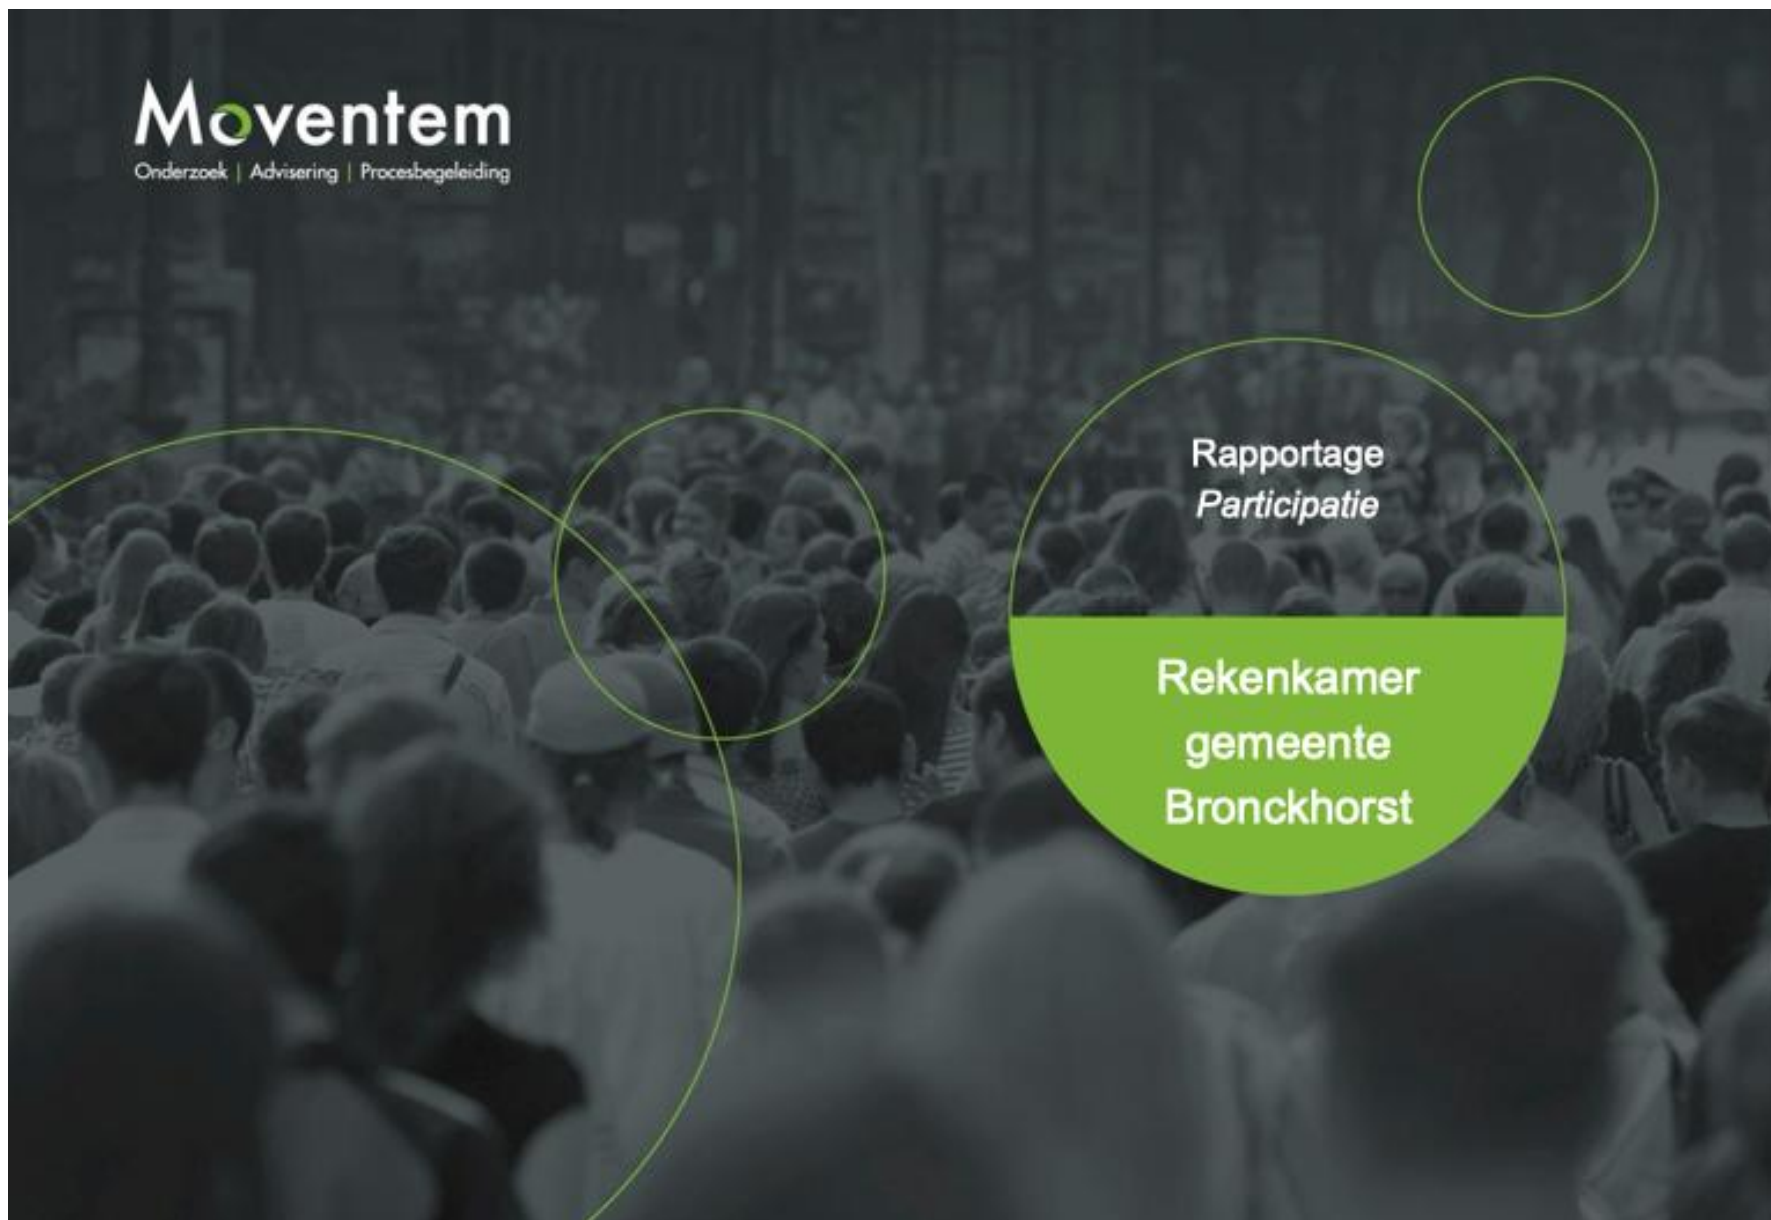 Moventem
Onderzoek | Advisering | Procesbegeleiding
Rapportage
Participatie
Rekenkamer
gemeente
Bronckhorst